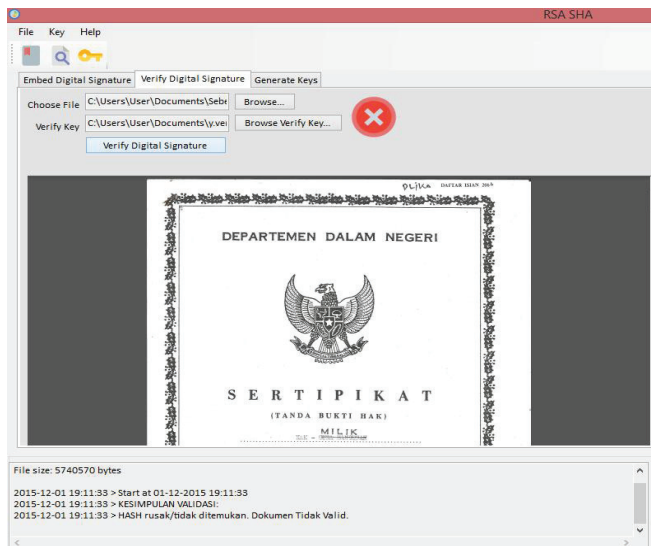 RSA SHA
File Key Help
Embed Digital Signature Verify Digital Signature Generate Keys
Choose File C:\Users\User\Documents\Sebe Browse...
Verify Key C:\Users\User\Documents\y.vei Browse Verify Key...
Verify Digital Signature
PLIKA DAFTAR ISIAN
DEPARTEMEN DALAM NEGERI
SERTIPIKAT
(TANDA BUKTI HAK)
MILIK
File size: 5740570 bytes
2015-12-01 19:11:33 > Start at 01-12-2015 19:11:33
2015-12-01 19:11:33 > KESIMPULAN VALIDASI:
2015-12-01 19:11:33 > HASH rusak/tidak ditemukan. Dokumen Tidak Valid.